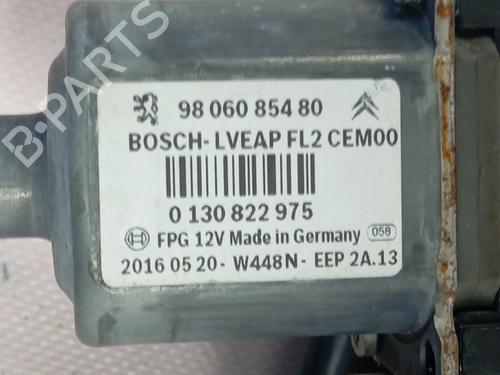 B-PARTS
98 060 854 80
BOSCH-LVEAP FL2 CEM00
0 130 822 975
FPG 12V Made in Germany 058
2016 05 20- W448N- EEP 2A.13